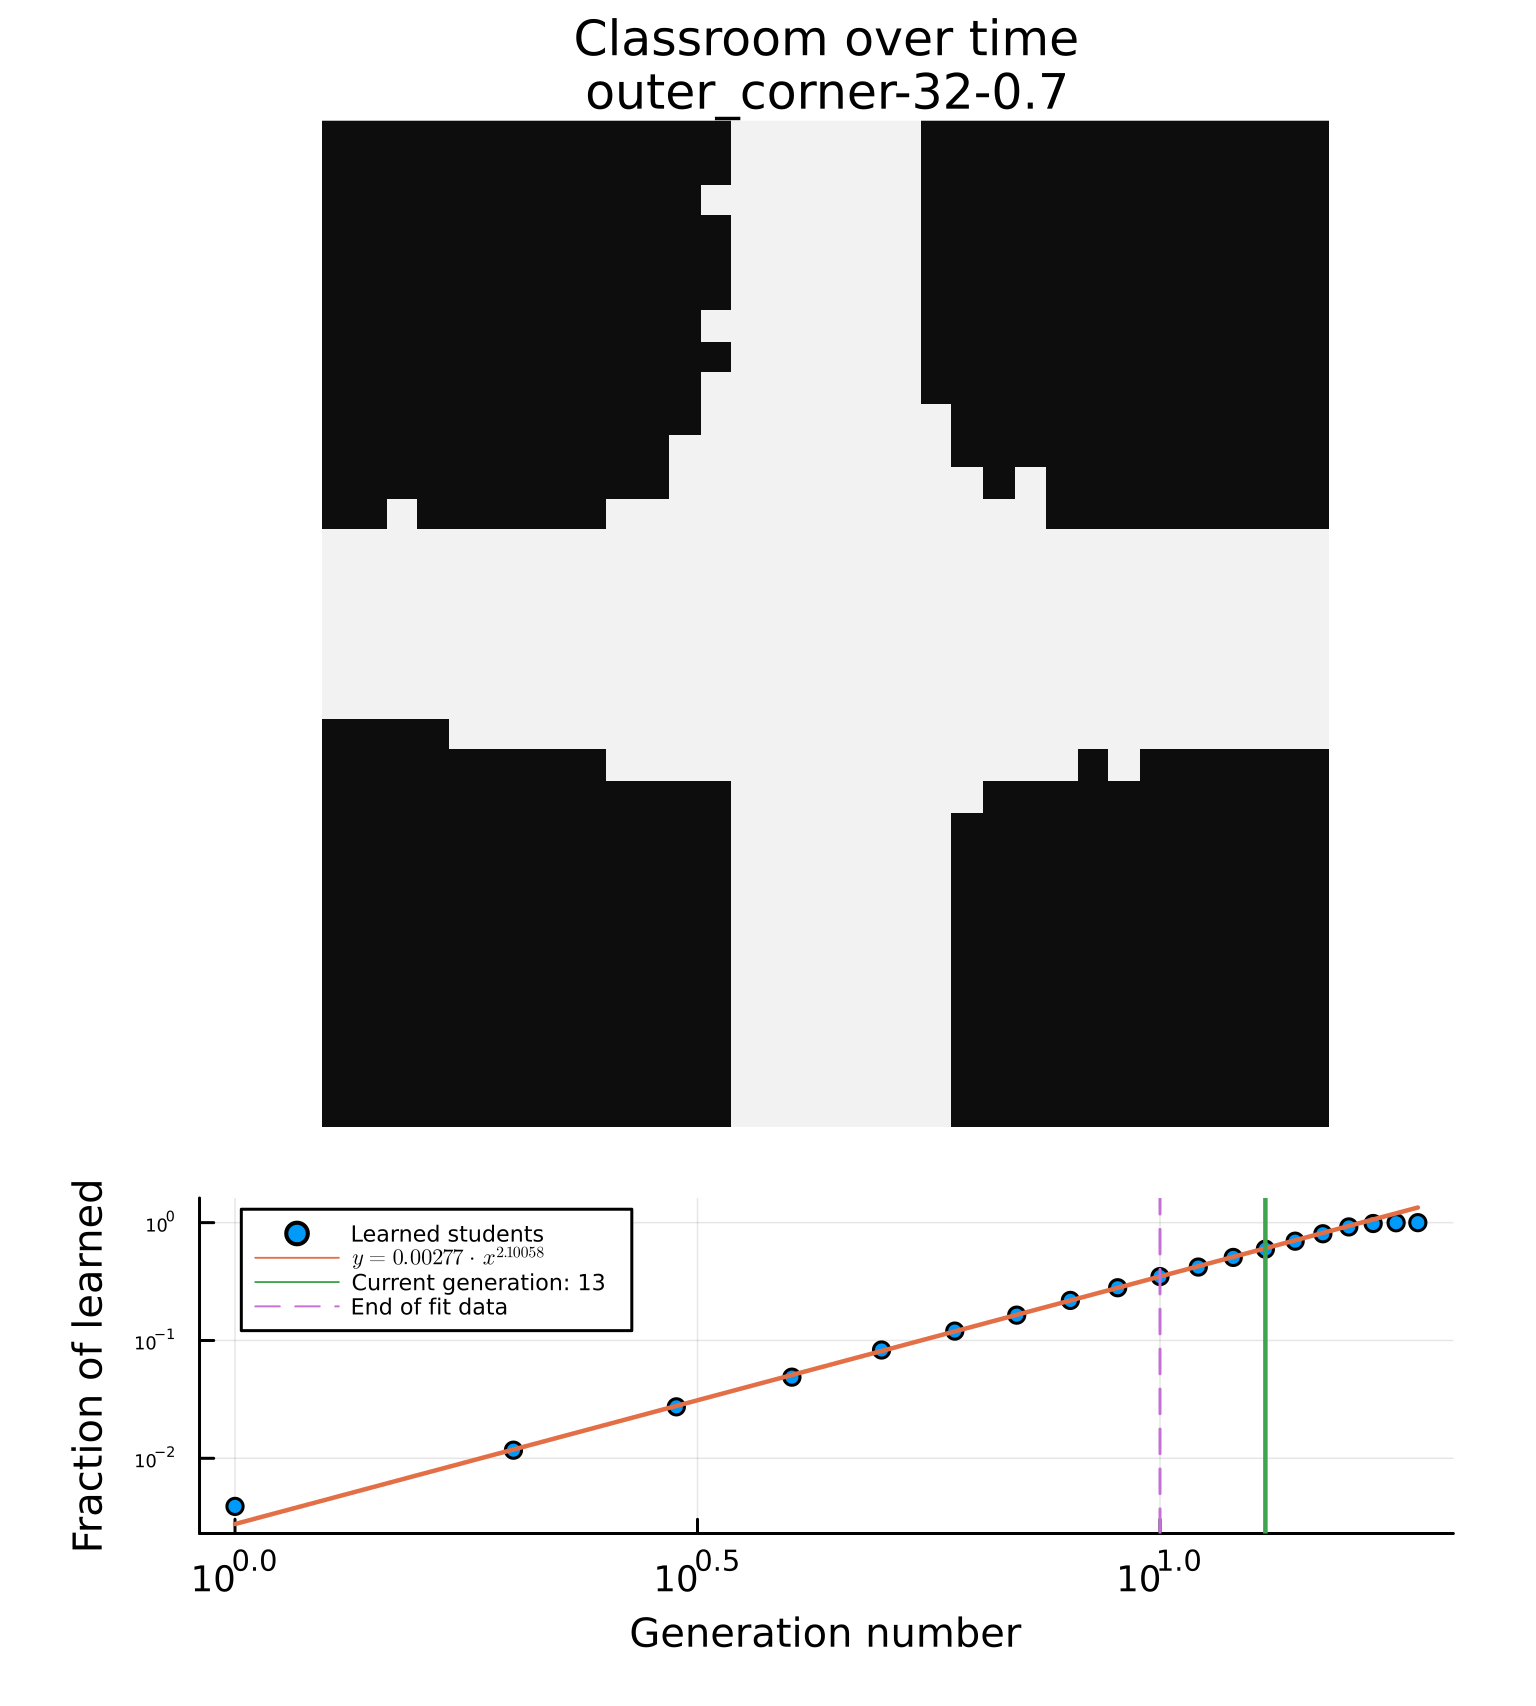 Classroom over time
outer_corner-32-0.7
Fraction of learned
10^0
10^-1
10^-2
Learned students
y = 0.00277 · x^2.10058
Current generation: 13
End of fit data
10^0.0
10^0.5
10^1.0
Generation number